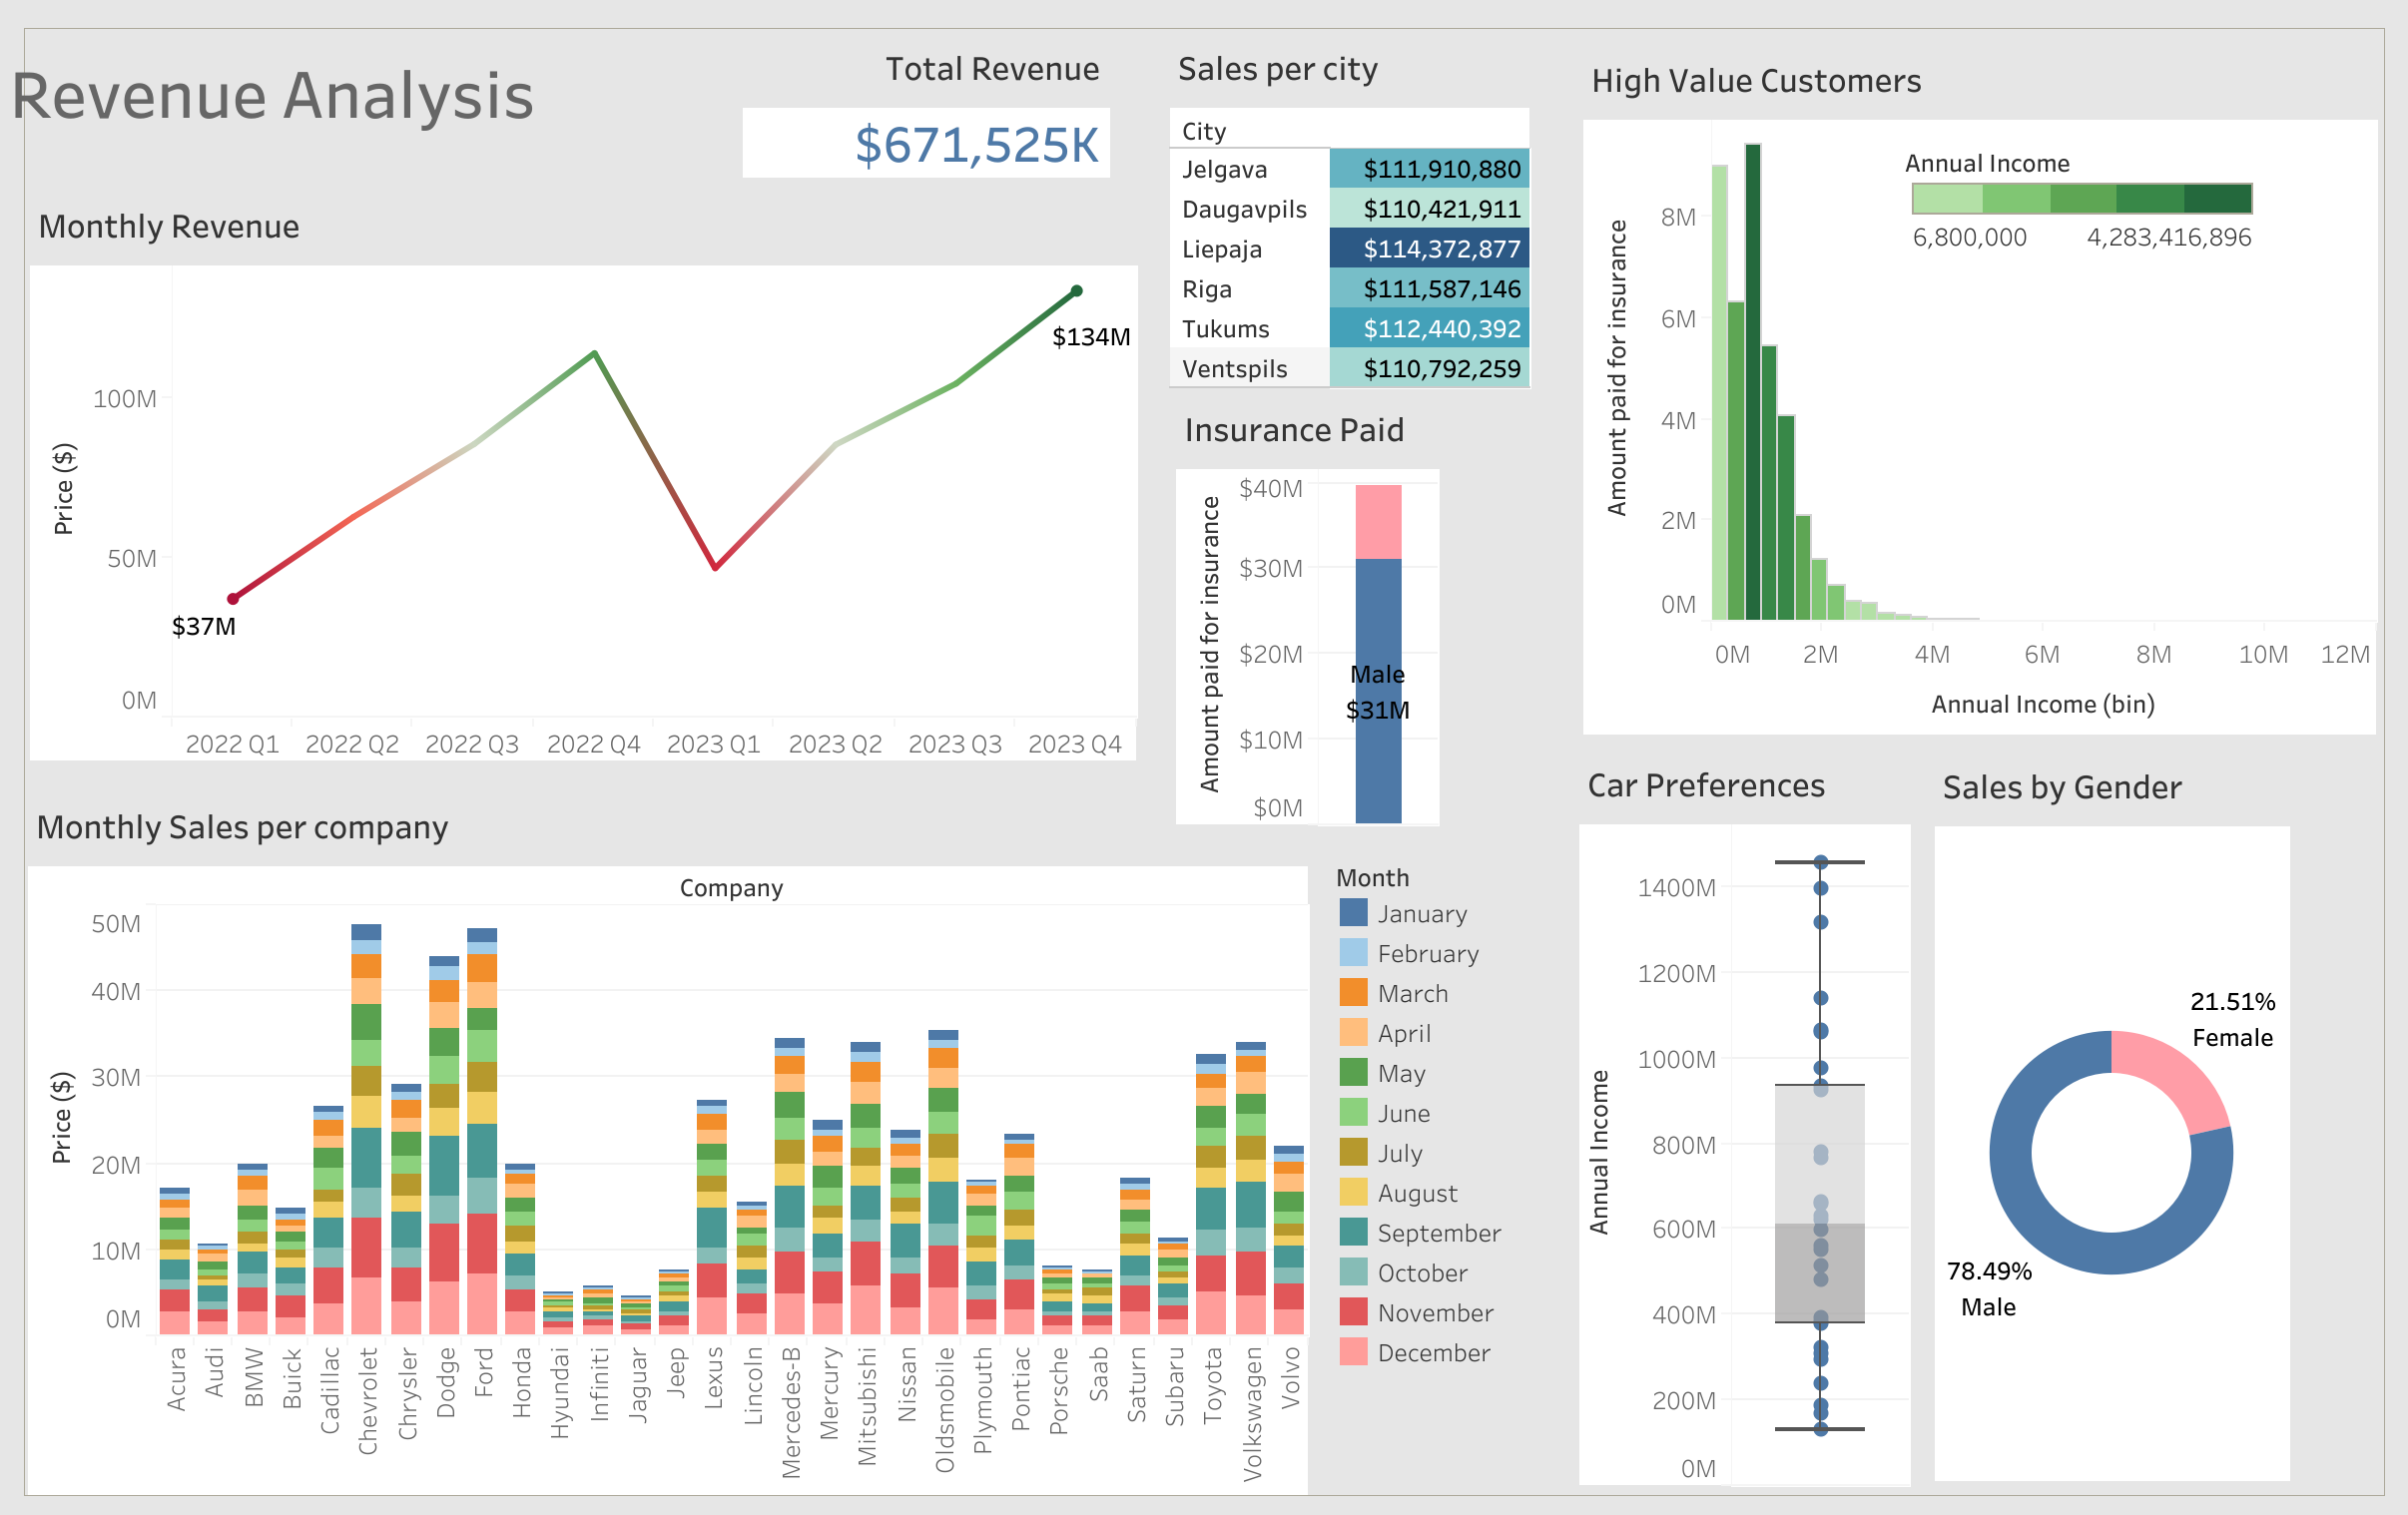 Revenue Analysis
Total Revenue
$671,525K
Monthly Revenue
Price ($)
100M
50M
0M
$37M
$134M
2022 Q1 2022 Q2 2022 Q3 2022 Q4 2023 Q1 2023 Q2 2023 Q3 2023 Q4
Sales per city
City
Jelgava $111,910,880
Daugavpils $110,421,911
Liepaja $114,372,877
Riga $111,587,146
Tukums $112,440,392
Ventspils $110,792,259
Insurance Paid
Amount paid for insurance
$40M
$30M
$20M
$10M
$0M
Male
$31M
High Value Customers
Annual Income
6,800,000 4,283,416,896
Amount paid for insurance
8M
6M
4M
2M
0M
0M 2M 4M 6M 8M 10M 12M
Annual Income (bin)
Monthly Sales per company
Company
Price ($)
50M
40M
30M
20M
10M
0M
Acura
Audi
BMW
Buick
Cadillac
Chevrolet
Chrysler
Dodge
Ford
Honda
Hyundai
Infiniti
Jaguar
Jeep
Lexus
Lincoln
Mercedes-B
Mercury
Mitsubishi
Nissan
Oldsmobile
Plymouth
Pontiac
Porsche
Saab
Saturn
Subaru
Toyota
Volkswagen
Volvo
Month
January
February
March
April
May
June
July
August
September
October
November
December
Car Preferences
Annual Income
1400M
1200M
1000M
800M
600M
400M
200M
0M
Sales by Gender
21.51%
Female
78.49%
Male